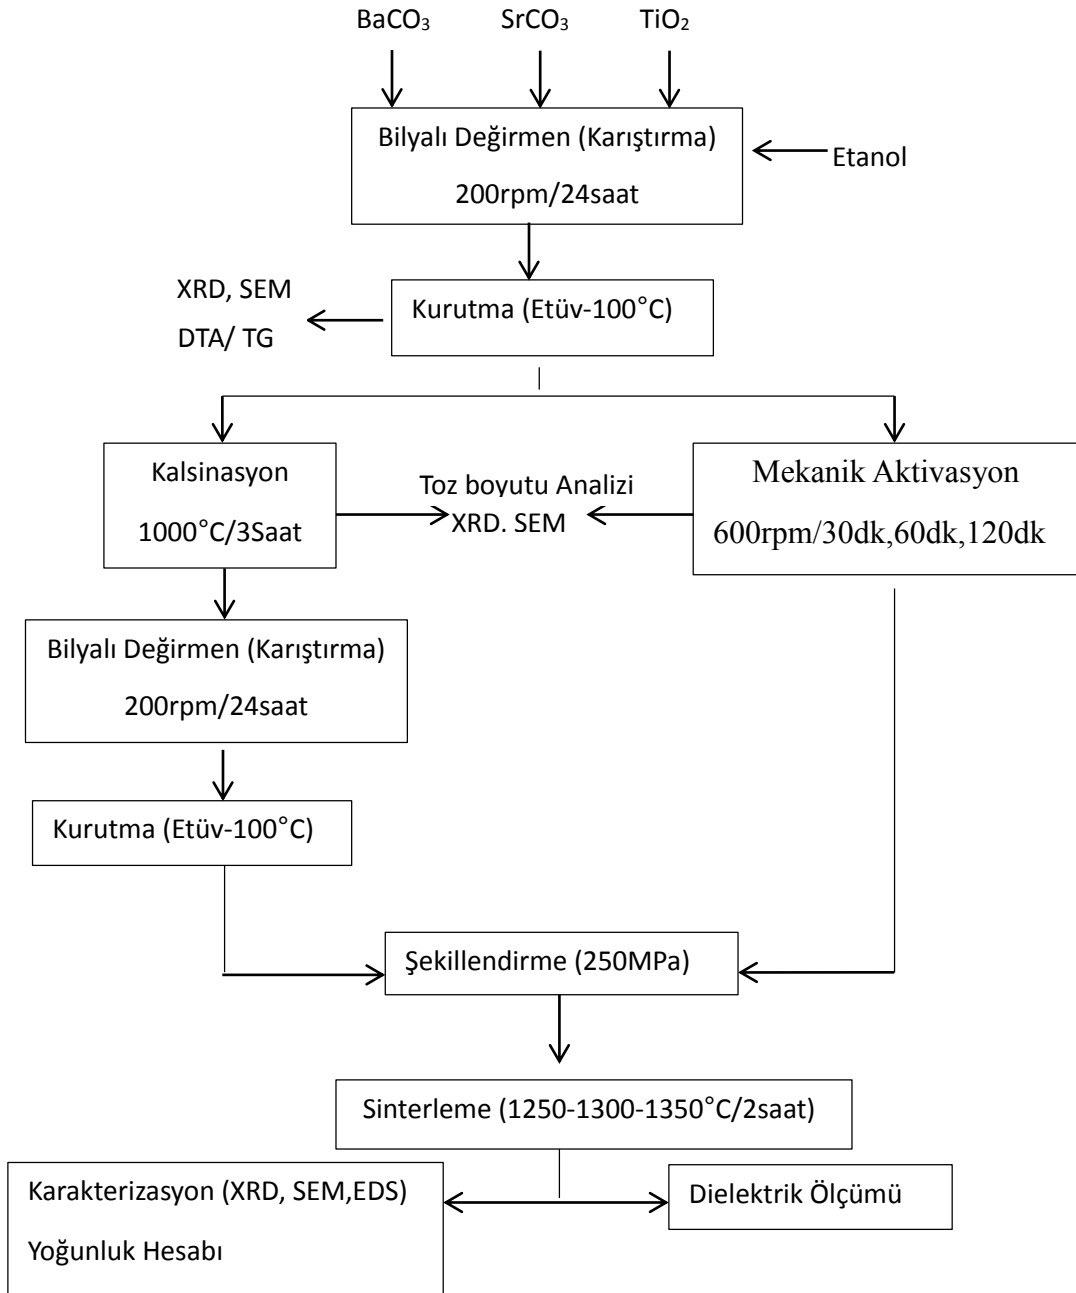 BaCO₃ SrCO₃ TiO₂
Bilyalı Değirmen (Karıştırma)
200rpm/24saat
Etanol
XRD, SEM
DTA/ TG
Kurutma (Etüv-100°C)
Kalsinasyon
1000°C/3Saat
Toz boyutu Analizi
XRD. SEM
Mekanik Aktivasyon
600rpm/30dk,60dk,120dk
Bilyalı Değirmen (Karıştırma)
200rpm/24saat
Kurutma (Etüv-100°C)
Şekillendirme (250MPa)
Sinterleme (1250-1300-1350°C/2saat)
Karakterizasyon (XRD, SEM,EDS)
Yoğunluk Hesabı
Dielektrik Ölçümü